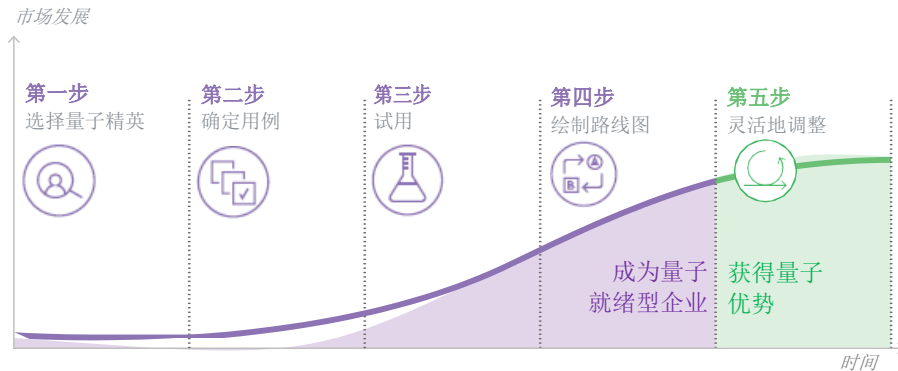 市场发展
第一步
选择量子精英
第二步
确定用例
第三步
试用
第四步
绘制路线图
第五步
灵活地调整
A
B
成为量子
就绪型企业
获得量子
优势
时间